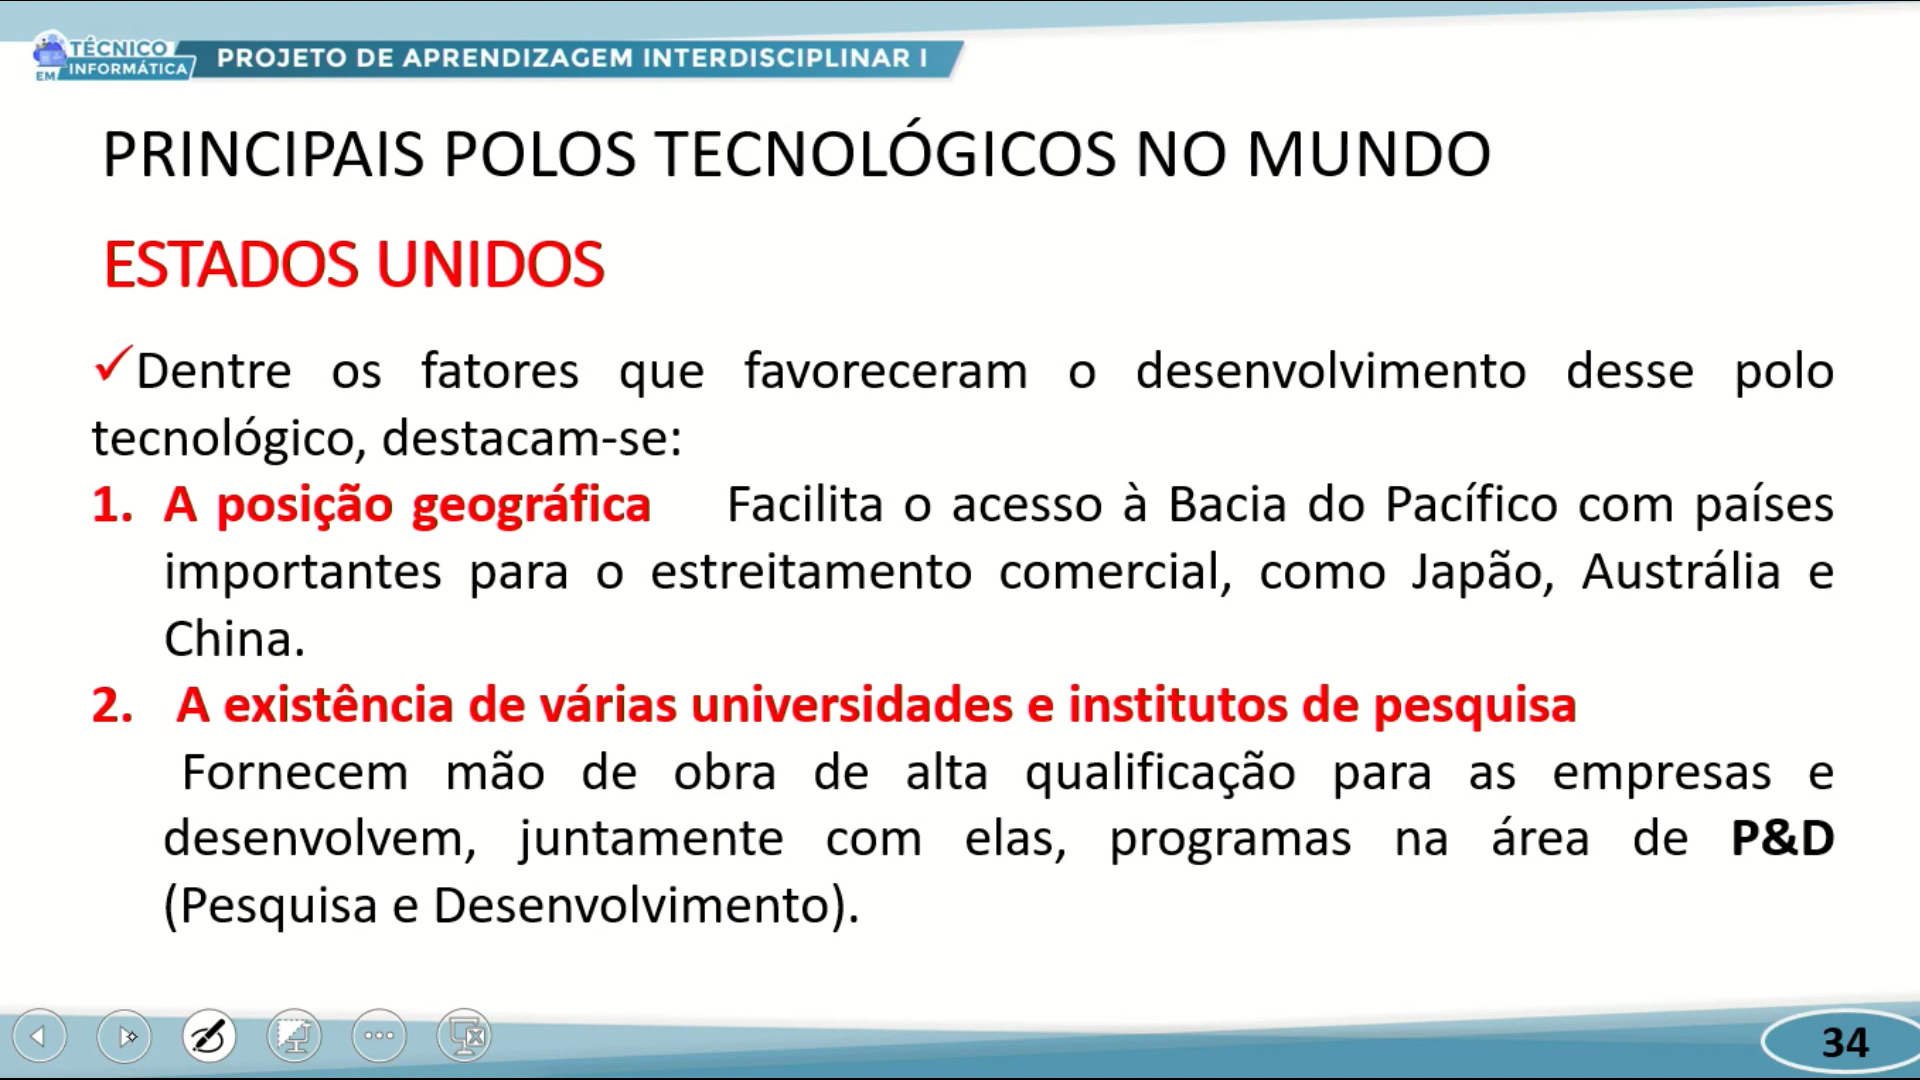 TÉCNICO
EM INFORMÁTICA
PROJETO DE APRENDIZAGEM INTERDISCIPLINAR I
PRINCIPAIS POLOS TECNOLÓGICOS NO MUNDO
ESTADOS UNIDOS
✓Dentre os fatores que favoreceram o desenvolvimento desse polo
tecnológico, destacam-se:
1. A posição geográfica Facilita o acesso à Bacia do Pacífico com países
importantes para o estreitamento comercial, como Japão, Austrália e
China.
2. A existência de várias universidades e institutos de pesquisa
Fornecem mão de obra de alta qualificação para as empresas e
desenvolvem, juntamente com elas, programas na área de P&D
(Pesquisa e Desenvolvimento).
34